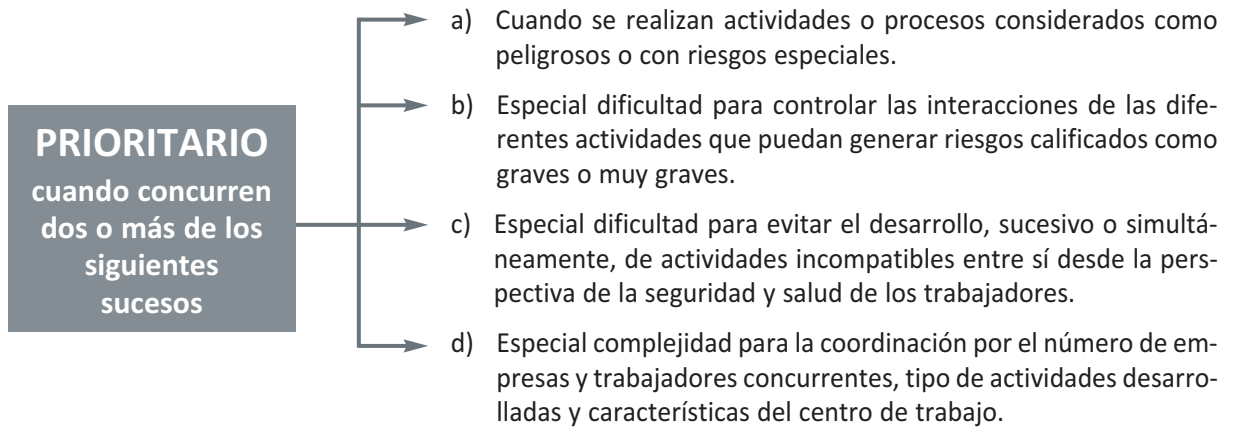 PRIORITARIO
cuando concurren
dos o más de los
siguientes
sucesos
a) Cuando se realizan actividades o procesos considerados como
peligrosos o con riesgos especiales.
b) Especial dificultad para controlar las interacciones de las dife-
rentes actividades que puedan generar riesgos calificados como
graves o muy graves.
c) Especial dificultad para evitar el desarrollo, sucesivo o simultá-
neamente, de actividades incompatibles entre sí desde la pers-
pectiva de la seguridad y salud de los trabajadores.
d) Especial complejidad para la coordinación por el número de em-
presas y trabajadores concurrentes, tipo de actividades desarro-
lladas y características del centro de trabajo.